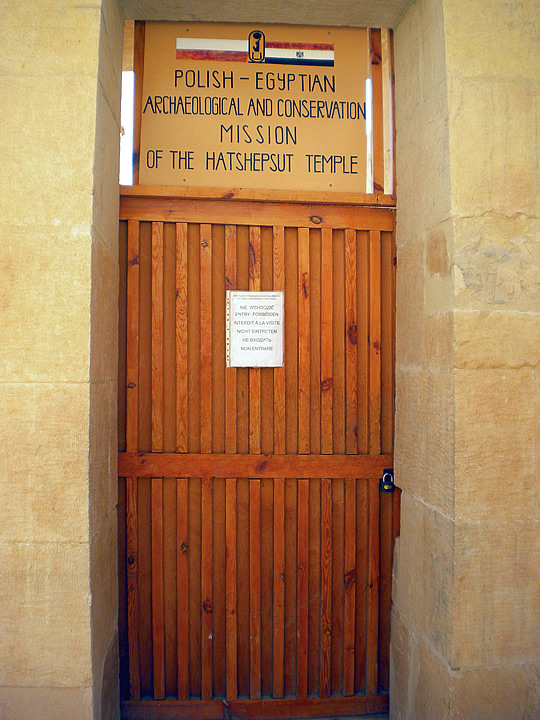 POLISH – EGYPTIAN
ARCHAEOLOGICAL AND CONSERVATION
MISSION
OF THE HATSHEPSUT TEMPLE
NIE WCHODZIĆ
ENTRY FORBIDDEN
INTERDIT À LA VISITE
NICHT EINTRETEN
НЕ ВХОДИТЬ
NON ENTRARE